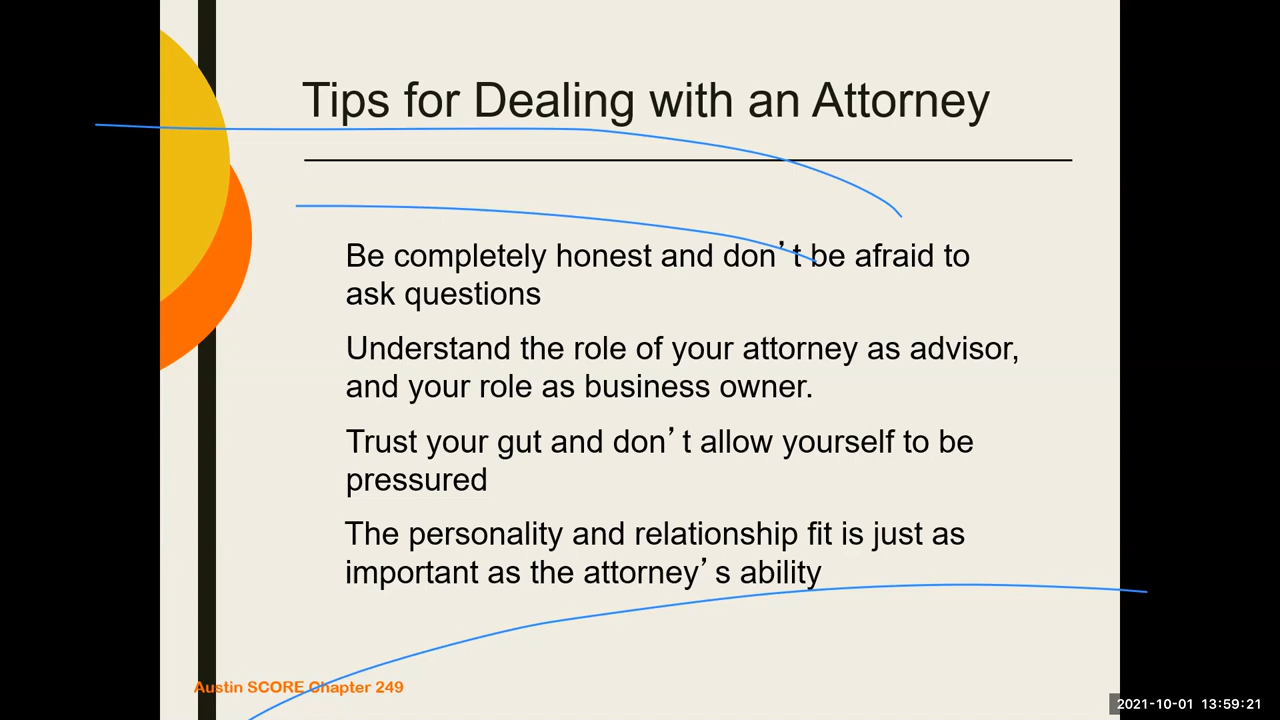 Tips for Dealing with an Attorney
Be completely honest and don’t be afraid to
ask questions
Understand the role of your attorney as advisor,
and your role as business owner.
Trust your gut and don’t allow yourself to be
pressured
The personality and relationship fit is just as
important as the attorney’s ability
Austin SCORE Chapter 249
2021-10-01 13:59:21